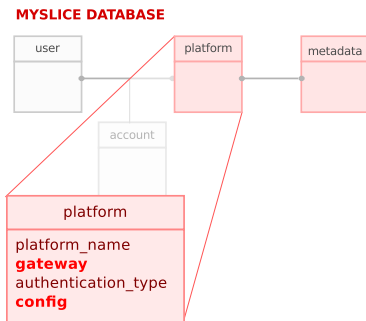 MYSLICE DATABASE
user
platform
metadata
account
platform
platform_name
gateway
authentication_type
config